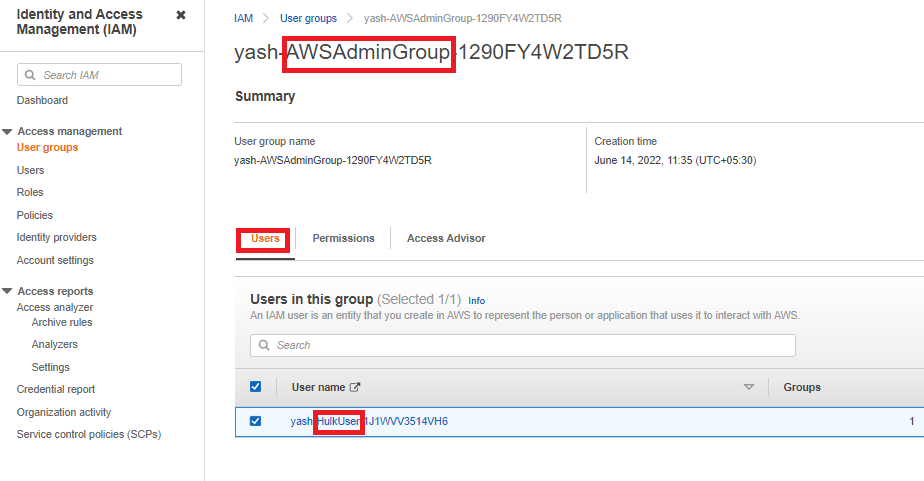 Identity and Access
Management (IAM)
Search IAM
Dashboard
Access management
User groups
Users
Roles
Policies
Identity providers
Account settings
Access reports
Access analyzer
Archive rules
Analyzers
Settings
Credential report
Organization activity
Service control policies (SCPs)
IAM > User groups > yash-AWSAdminGroup-1290FY4W2TD5R
yash-AWSAdminGroup-1290FY4W2TD5R
Summary
User group name
yash-AWSAdminGroup-1290FY4W2TD5R
Creation time
June 14, 2022, 11:35 (UTC+05:30)
Users Permissions Access Advisor
Users in this group (Selected 1/1) Info
An IAM user is an entity that you create in AWS to represent the person or application that uses it to interact with AWS.
Search
User name Groups
yash-HulkUser-1J1WVV3514VH6 1